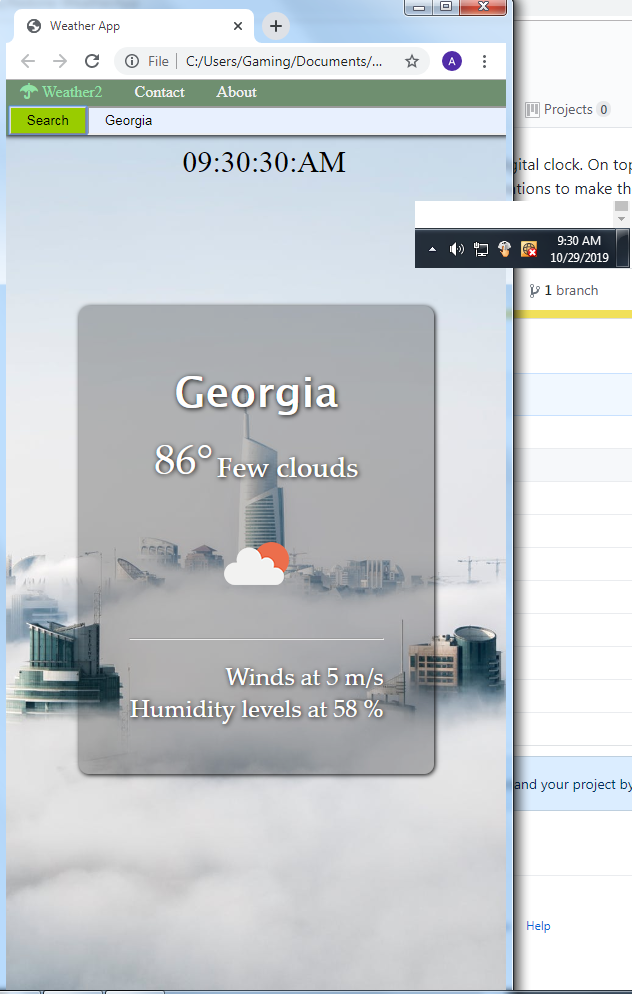 Weather App
File
C:/Users/Gaming/Documents/...
A
Weather2 Contact About
Search Georgia
09:30:30:AM
Georgia
86° Few clouds
Winds at 5 m/s
Humidity levels at 58 %
Projects 0
gital clock. On top
to make th
9:30 AM
10/29/2019
1 branch
and your project by
Help